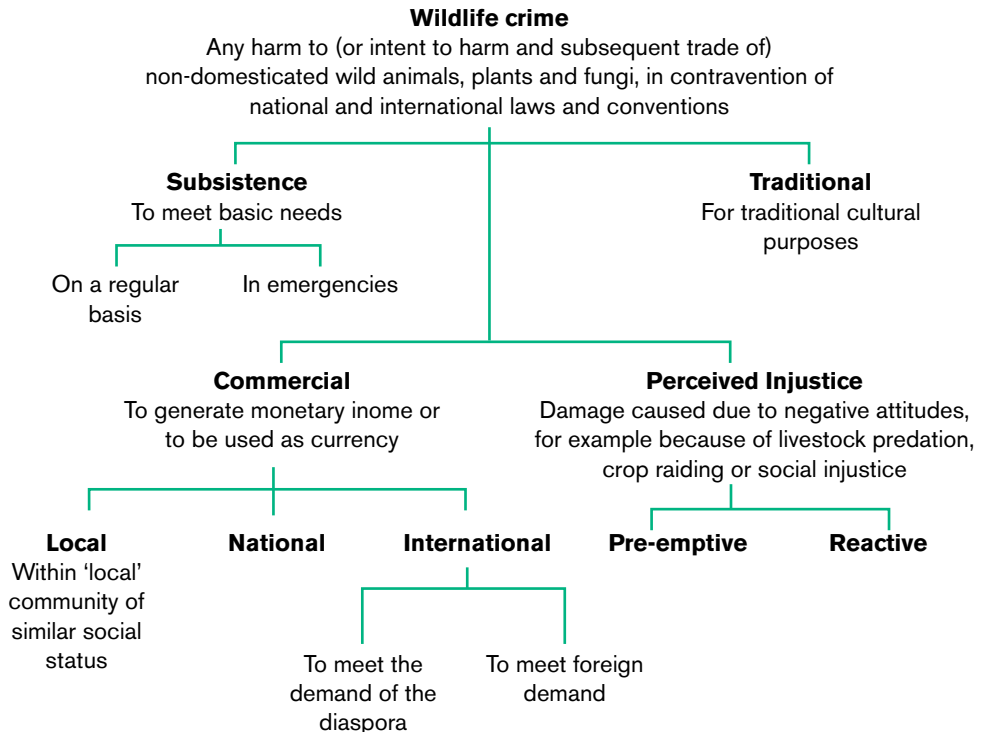 Wildlife crime
Any harm to (or intent to harm and subsequent trade of)
non-domesticated wild animals, plants and fungi, in contravention of
national and international laws and conventions
Subsistence
To meet basic needs
On a regular
basis
In emergencies
Traditional
For traditional cultural
purposes
Commercial
To generate monetary inome or
to be used as currency
Local
Within ‘local’
community of
similar social
status
National
International
To meet the
demand of the
diaspora
To meet foreign
demand
Perceived Injustice
Damage caused due to negative attitudes,
for example because of livestock predation,
crop raiding or social injustice
Pre-emptive
Reactive